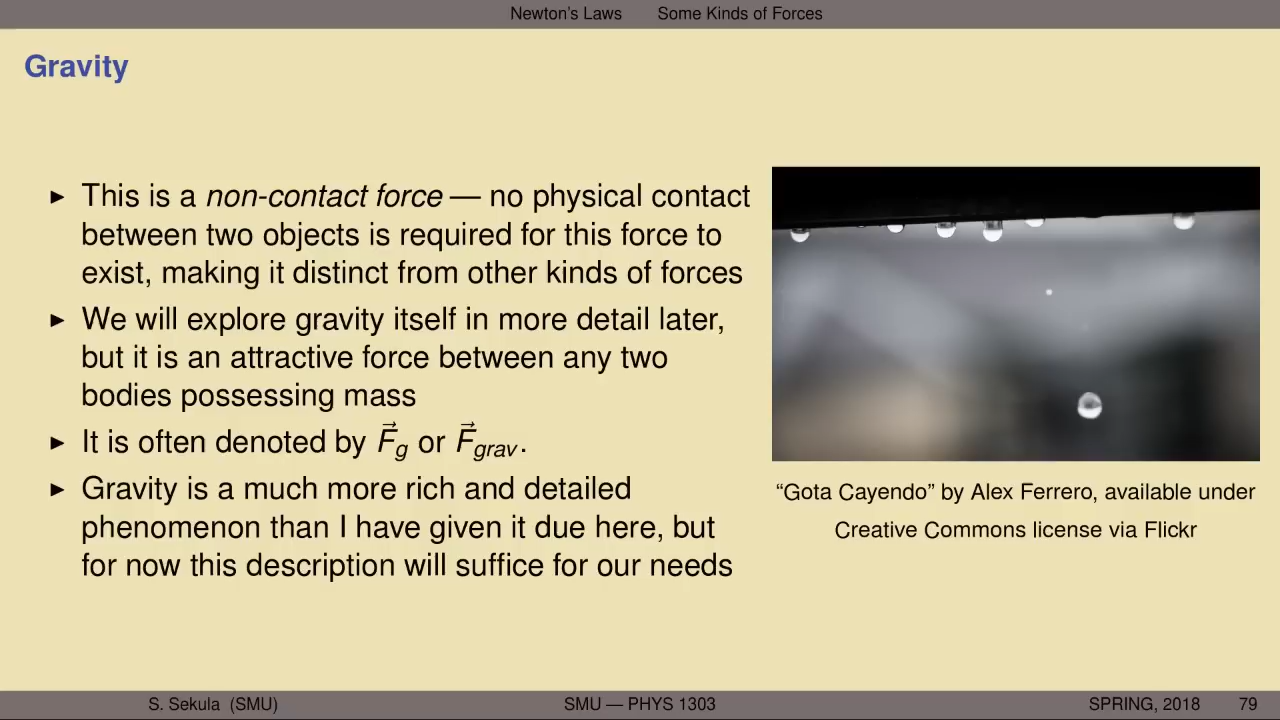 Newton's Laws Some Kinds of Forces
Gravity
▶ This is a non-contact force — no physical contact
between two objects is required for this force to
exist, making it distinct from other kinds of forces
▶ We will explore gravity itself in more detail later,
but it is an attractive force between any two
bodies possessing mass
▶ It is often denoted by F⃗_g or F⃗_grav.
▶ Gravity is a much more rich and detailed
phenomenon than I have given it due here, but
for now this description will suffice for our needs
“Gota Cayendo” by Alex Ferrero, available under
Creative Commons license via Flickr
S. Sekula (SMU) SMU — PHYS 1303 SPRING, 2018 79